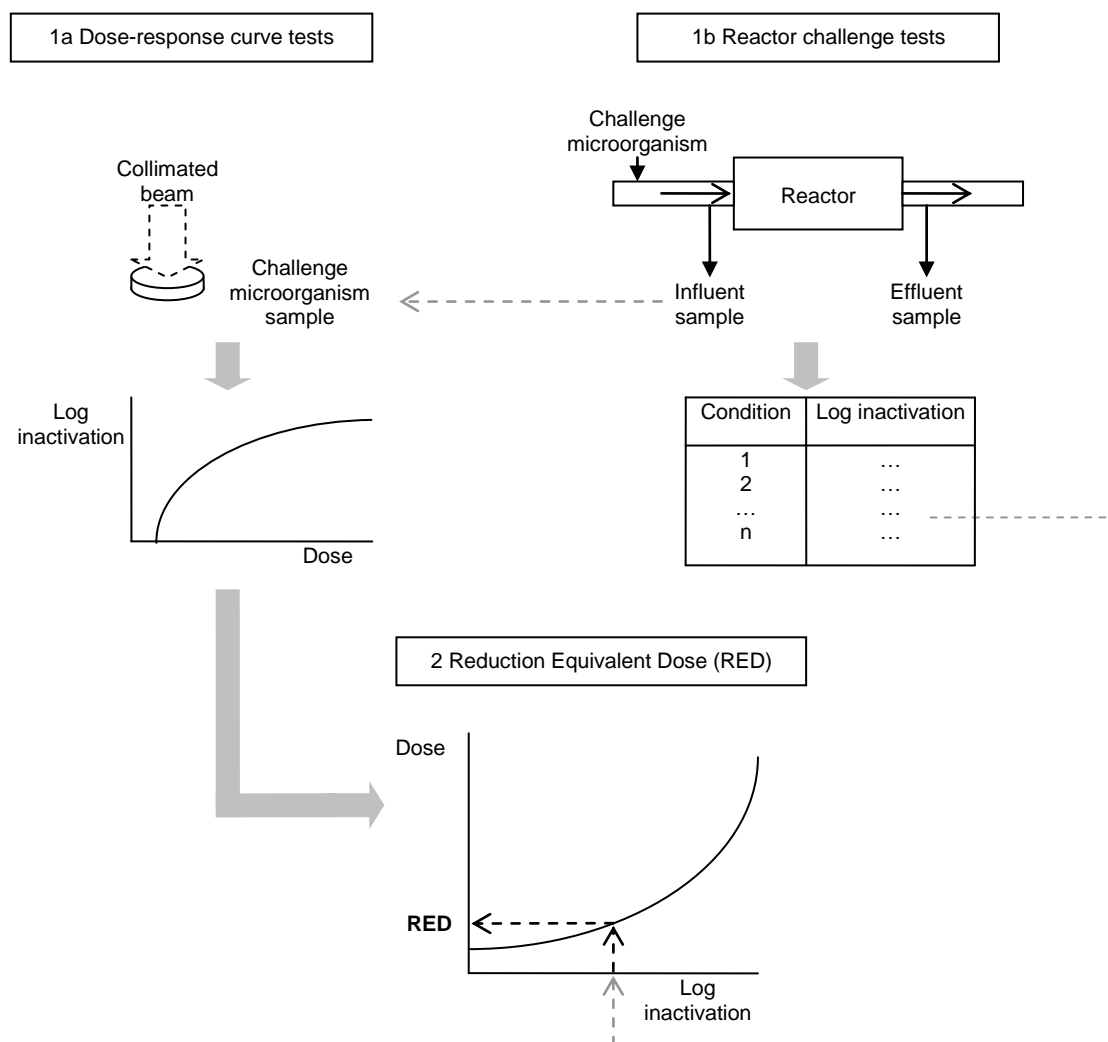 1a Dose-response curve tests
1b Reactor challenge tests
Collimated
beam
Challenge
microorganism
sample
Challenge
microorganism
Reactor
Influent
sample
Effluent
sample
Log
inactivation
Dose
Condition Log inactivation
1 …
2 …
… …
n …
2 Reduction Equivalent Dose (RED)
Dose
RED
Log
inactivation